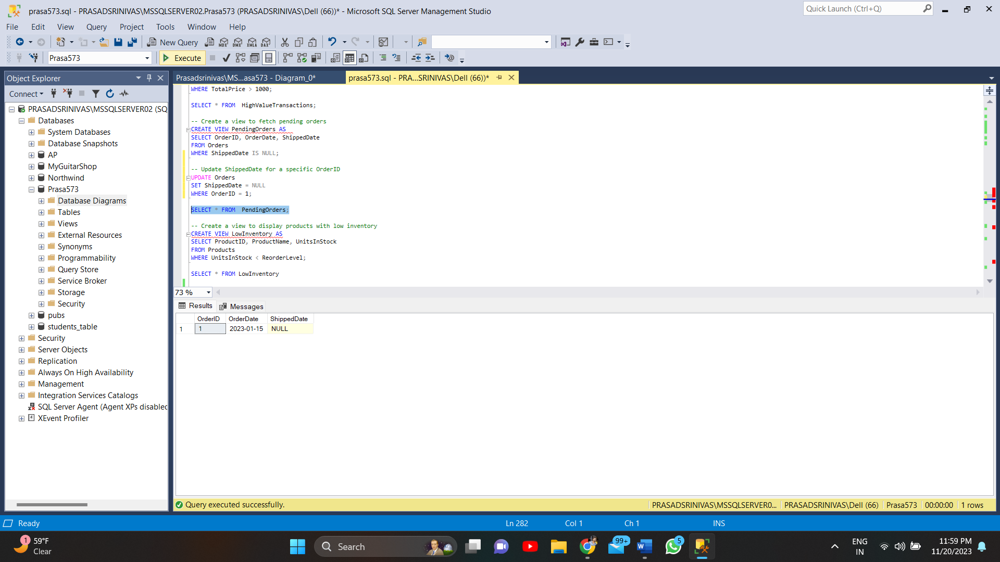 prasa573.sql - PRASADSRINIVAS\MSSQLSERVER02.Prasa573 (PRASADSRINIVAS\Dell (66))* - Microsoft SQL Server Management Studio
Quick Launch (Ctrl+Q)
File Edit View Query Project Tools Window Help
New Query MDX DMX XMLA DAX
Prasa573 Execute
Object Explorer
Prasadsrinivas\MS...asa573 - Diagram_0*
prasa573.sql - PRA...SRINIVAS\Dell (66))*
Connect
PRASADSRINIVAS\MSSQLSERVER02 (SQ
Databases
System Databases
Database Snapshots
AP
MyGuitarShop
Northwind
Prasa573
Database Diagrams
Tables
Views
External Resources
Synonyms
Programmability
Query Store
Service Broker
Storage
Security
pubs
students_table
Security
Server Objects
Replication
Always On High Availability
Management
Integration Services Catalogs
SQL Server Agent (Agent XPs disabled
XEvent Profiler
WHERE TotalPrice > 1000;
SELECT * FROM  HighValueTransactions;
-- Create a view to fetch pending orders
CREATE VIEW PendingOrders AS
SELECT OrderID, OrderDate, ShippedDate
FROM Orders
WHERE ShippedDate IS NULL;
-- Update ShippedDate for a specific OrderID
UPDATE Orders
SET ShippedDate = NULL
WHERE OrderID = 1;
SELECT * FROM  PendingOrders;
-- Create a view to display products with low inventory
CREATE VIEW LowInventory AS
SELECT ProductID, ProductName, UnitsInStock
FROM Products
WHERE UnitsInStock < ReorderLevel;
SELECT * FROM LowInventory
73 %
Results Messages
OrderID OrderDate ShippedDate
1 1 2023-01-15 NULL
Query executed successfully.
PRASADSRINIVAS\MSSQLSERVER0... PRASADSRINIVAS\Dell (66) Prasa573 00:00:00 1 rows
Ready Ln 282 Col 1 Ch 1 INS
1
59°F
Clear
Search
99+
W
5
ENG
IN
11:59 PM
11/20/2023